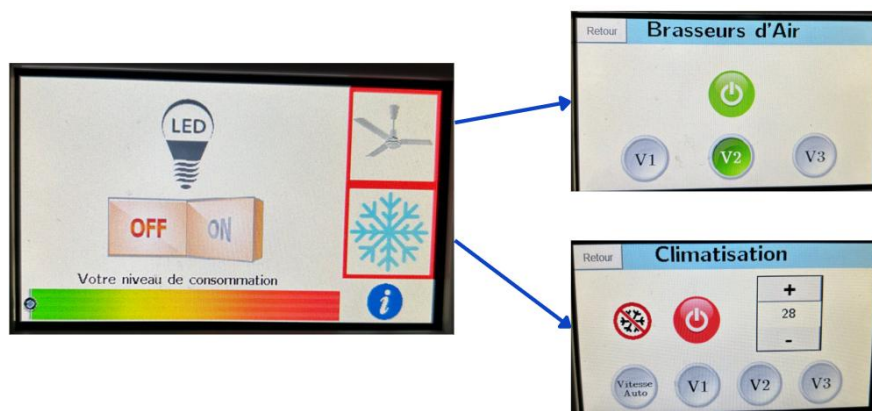 LED
OFF ON
Votre niveau de consommation
i
Retour
Brasseurs d'Air
V1 V2 V3
Retour
Climatisation
+
28
-
Vitesse
Auto
V1 V2 V3